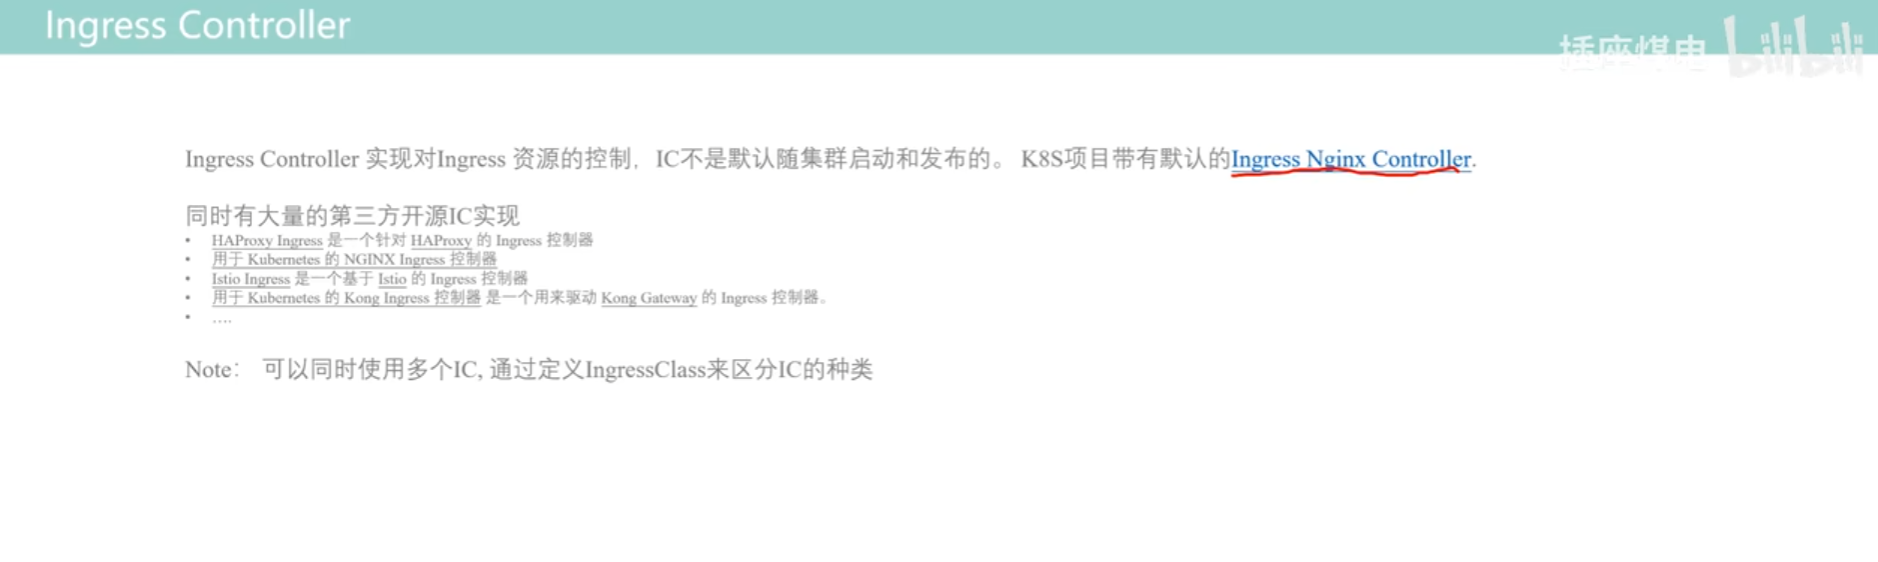 Ingress Controller
插座煤电 bilibili
Ingress Controller 实现对Ingress 资源的控制，IC不是默认随集群启动和发布的。 K8S项目带有默认的Ingress Nginx Controller.
同时有大量的第三方开源IC实现
• HAProxy Ingress 是一个针对 HAProxy 的 Ingress 控制器
• 用于 Kubernetes 的 NGINX Ingress 控制器
• Istio Ingress 是一个基于 Istio 的 Ingress 控制器
• 用于 Kubernetes 的 Kong Ingress 控制器 是一个用来驱动 Kong Gateway 的 Ingress 控制器。
• ....
Note： 可以同时使用多个IC, 通过定义IngressClass来区分IC的种类